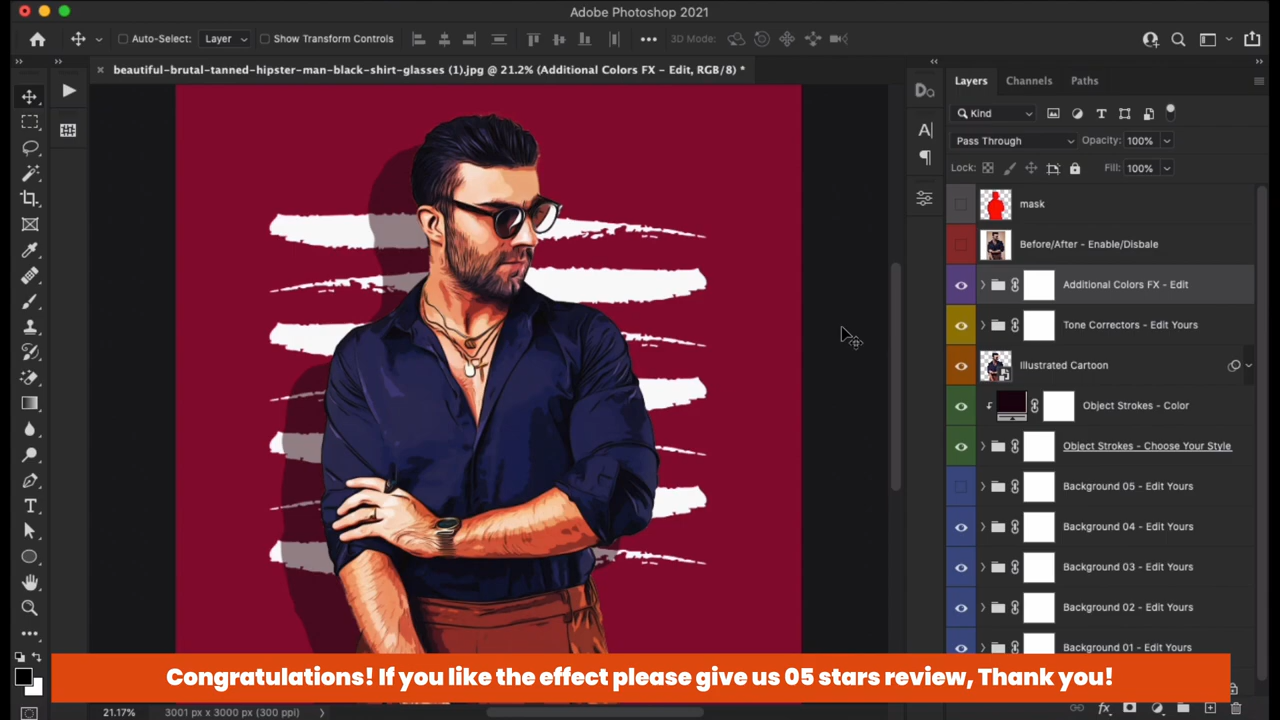 Adobe Photoshop 2021
Auto-Select: Layer Show Transform Controls 3D Mode:
beautiful-brutal-tanned-hipster-man-black-shirt-glasses (1).jpg @ 21.2% (Additional Colors FX - Edit, RGB/8) *
Layers Channels Paths
Kind
Pass Through Opacity: 100%
Lock: Fill: 100%
mask
Before/After - Enable/Disbale
Additional Colors FX - Edit
Tone Correctors - Edit Yours
Illustrated Cartoon
Object Strokes - Color
Object Strokes - Choose Your Style
Background 05 - Edit Yours
Background 04 - Edit Yours
Background 03 - Edit Yours
Background 02 - Edit Yours
Background 01 - Edit Yours
Congratulations! If you like the effect please give us 05 stars review, Thank you!
21.17% 3001 px x 3000 px (300 ppi)